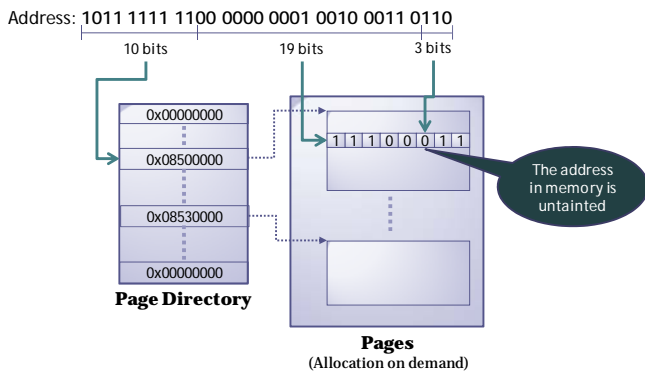 Address: 1011 1111 1100 0000 0001 0010 0011 0110
10 bits 19 bits 3 bits
0x00000000
0x08500000
0x08530000
0x00000000
Page Directory
1 1 1 0 0 0 1 1
The address
in memory is
untainted
Pages
(Allocation on demand)